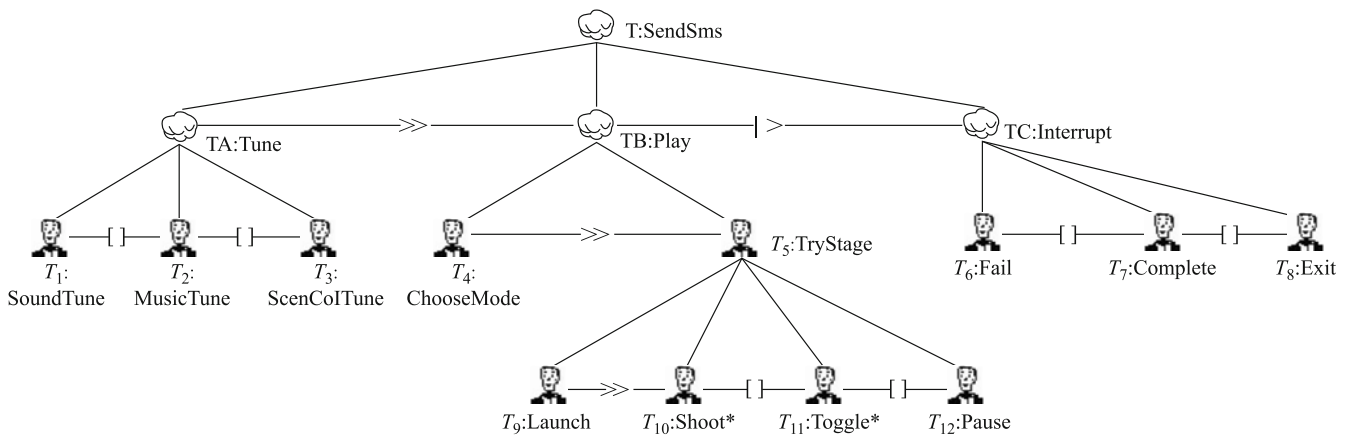 T:SendSms
TA:Tune
>>
TB:Play
| >
TC:Interrupt
T₁:
SoundTune
[ ]
T₂:
MusicTune
[ ]
T₃:
ScenColTune
T₄:
ChooseMode
>>
T₅:TryStage
T₆:Fail
[ ]
T₇:Complete
[ ]
T₈:Exit
T₉:Launch
>>
T₁₀:Shoot*
[ ]
T₁₁:Toggle*
[ ]
T₁₂:Pause